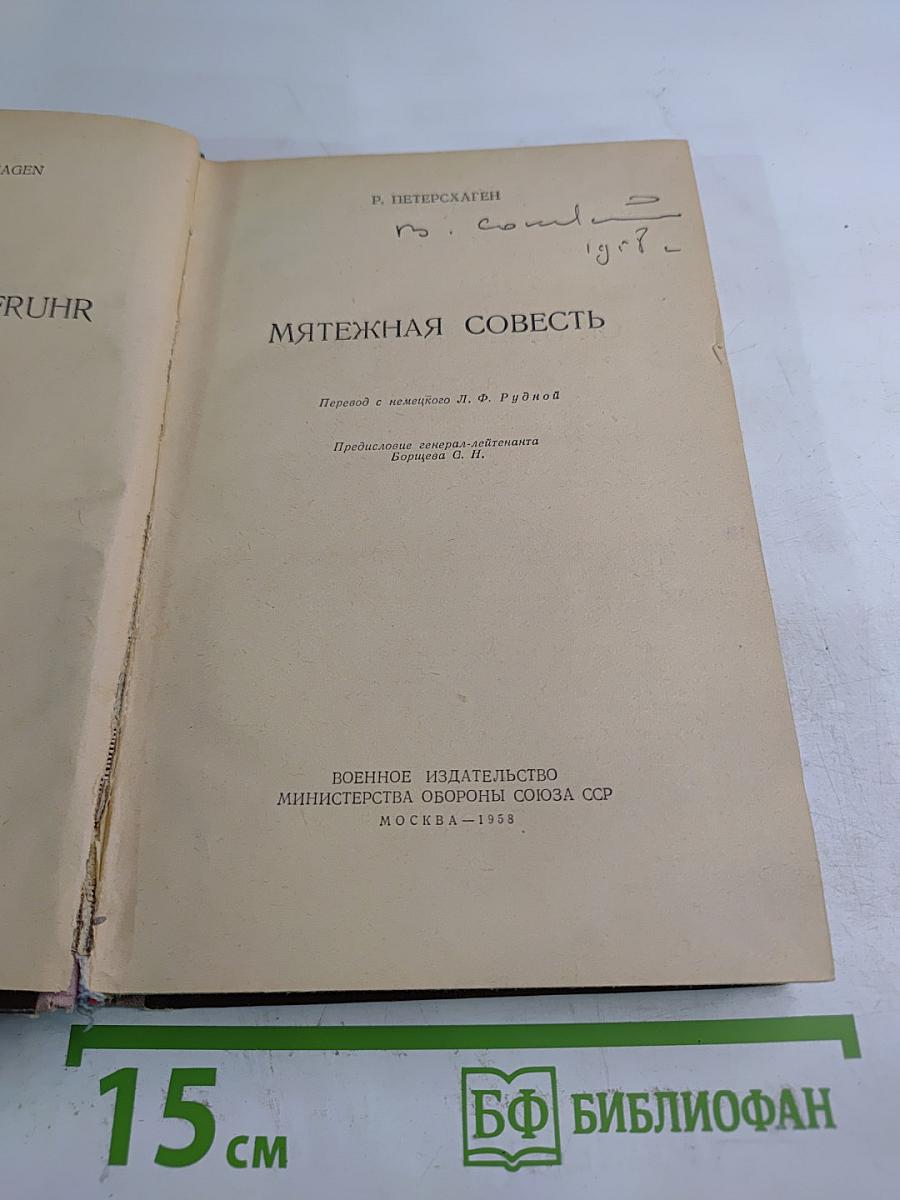 AGEN
FRUHR
Р. ПЕТЕРСХАГЕН
1958 г
МЯТЕЖНАЯ СОВЕСТЬ
Перевод с немецкого Л. Ф. Рудной
Предисловие генерал-лейтенанта
Борщева С. Н.
ВОЕННОЕ ИЗДАТЕЛЬСТВО
МИНИСТЕРСТВА ОБОРОНЫ СОЮЗА ССР
МОСКВА — 1958
15 см
БФ БИБЛИОФАН